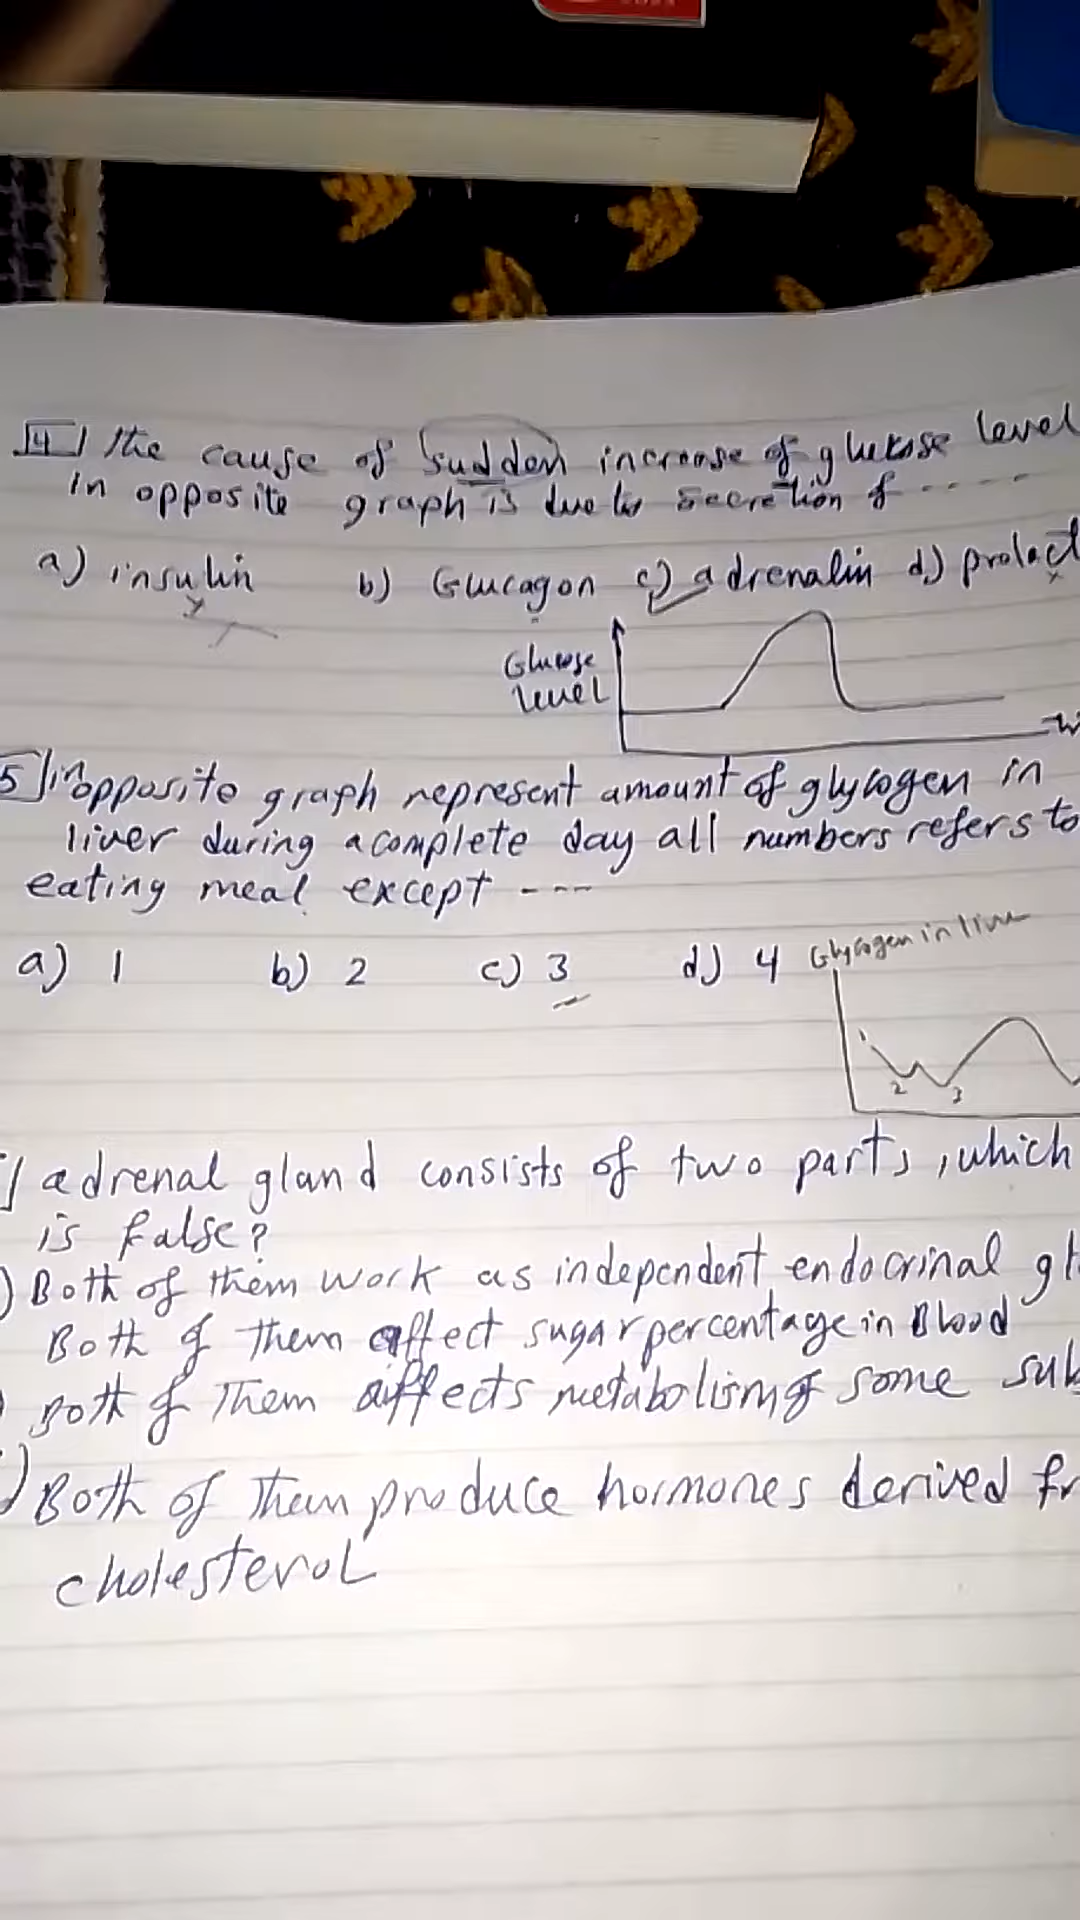 4] the cause of sudden increase of glucose level
in opposite graph is due to secretion of .....
a) insulin b) Glucagon c) adrenalin d) prolact
Glucose
level
5] in opposite graph represent amount of glycogen in
liver during a complete day all numbers refers to
eating meal except ---
a) 1 b) 2 c) 3 d) 4
Glycogen in liver
1
2
3
] adrenal gland consists of two parts, which
is false?
) Both of them work as independent endocrinal gl
Both of them affect sugar percentage in Blood
Both of Them affects metabolism of some sub
) Both of them produce hormones derived fr
cholesterol